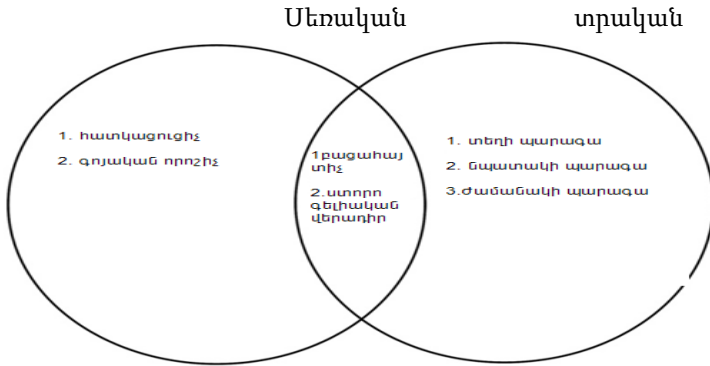 Սեռական տրական
1. հատկացուցիչ
2. գոյական որոշիչ
1բացահայ
տիչ
2.ստորո
գելիական
վերադիր
1. տեղի պարագա
2. նպատակի պարագա
3.ժամանակի պարագա